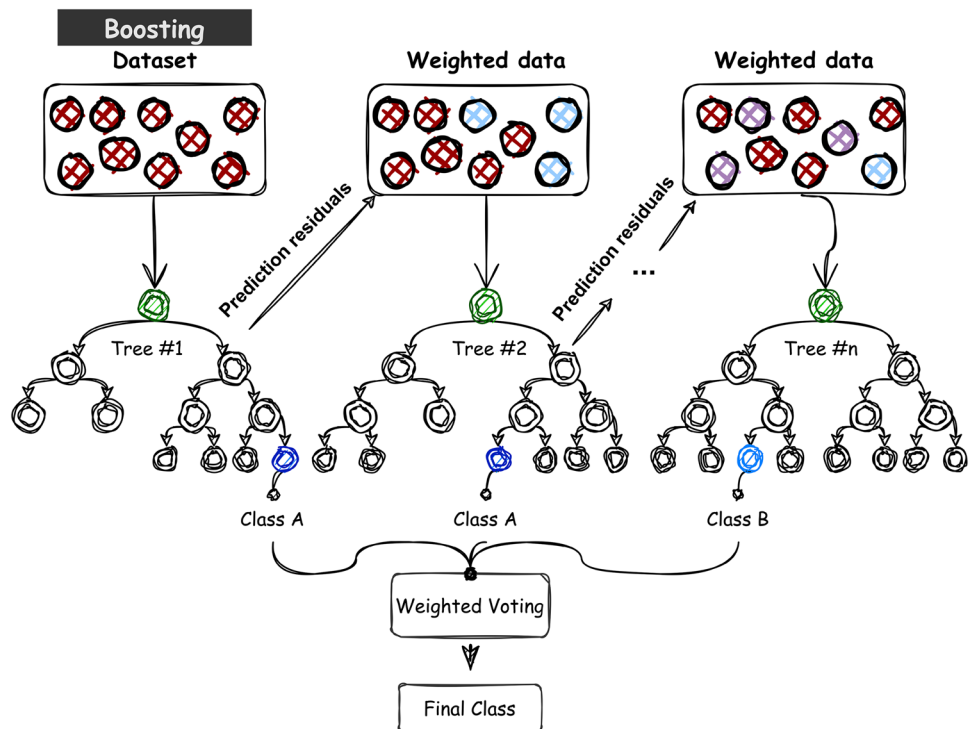 Boosting
Dataset
Weighted data
Weighted data
Prediction residuals
Prediction residuals
...
Tree #1
Tree #2
Tree #n
Class A
Class A
Class B
Weighted Voting
Final Class